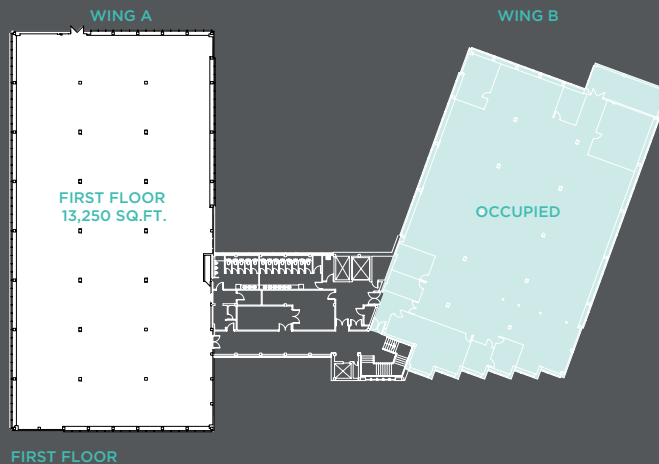 WING A
WING B
FIRST FLOOR
13,250 SQ.FT.
OCCUPIED
FIRST FLOOR